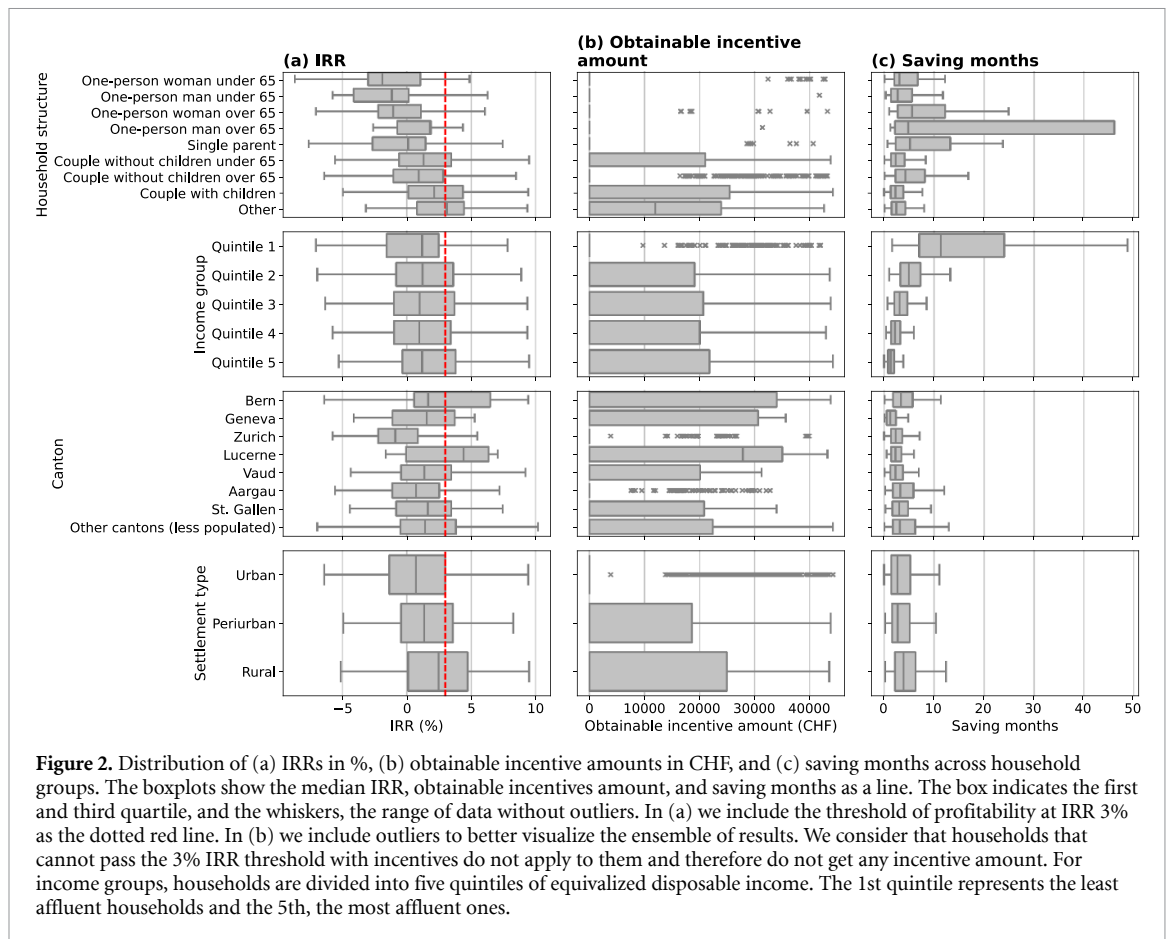 (a) IRR
(b) Obtainable incentive
amount
(c) Saving months
Household structure
One-person woman under 65
One-person man under 65
One-person woman over 65
One-person man over 65
Single parent
Couple without children under 65
Couple without children over 65
Couple with children
Other
Income group
Quintile 1
Quintile 2
Quintile 3
Quintile 4
Quintile 5
Canton
Bern
Geneva
Zurich
Lucerne
Vaud
Aargau
St. Gallen
Other cantons (less populated)
Settlement type
Urban
Periurban
Rural
−5 0 5 10
IRR (%)
0 10000 20000 30000 40000
Obtainable incentive amount (CHF)
0 10 20 30 40 50
Saving months
Figure 2. Distribution of (a) IRRs in %, (b) obtainable incentive amounts in CHF, and (c) saving months across household
groups. The boxplots show the median IRR, obtainable incentives amount, and saving months as a line. The box indicates the first
and third quartile, and the whiskers, the range of data without outliers. In (a) we include the threshold of profitability at IRR 3%
as the dotted red line. In (b) we include outliers to better visualize the ensemble of results. We consider that households that
cannot pass the 3% IRR threshold with incentives do not apply to them and therefore do not get any incentive amount. For
income groups, households are divided into five quintiles of equivalized disposable income. The 1st quintile represents the least
affluent households and the 5th, the most affluent ones.